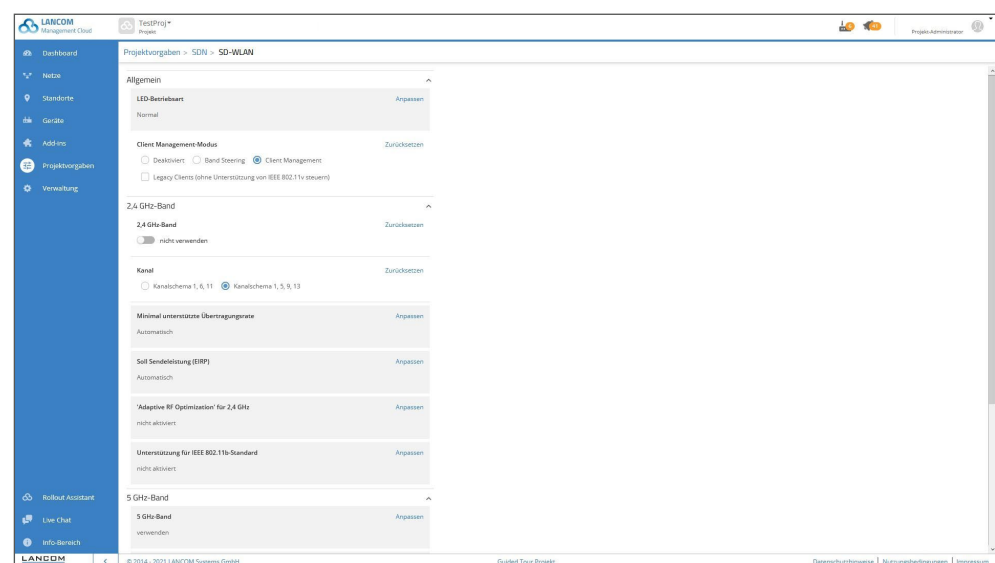 LANCOM
Management Cloud
TestProj
Projekt
Projekt-Administrator
Dashboard
Netze
Standorte
Geräte
Add-ins
Projektvorgaben
Verwaltung
Rollout Assistant
Live Chat
Info-Bereich
LANCOM
Projektvorgaben > SDN > SD-WLAN
Allgemein
LED-Betriebsart Anpassen
Normal
Client Management-Modus Zurücksetzen
Deaktiviert Band Steering Client Management
Legacy Clients (ohne Unterstützung von IEEE 802.11v steuern)
2,4 GHz-Band
2,4 GHz-Band Zurücksetzen
nicht verwenden
Kanal Zurücksetzen
Kanalschema 1, 6, 11 Kanalschema 1, 5, 9, 13
Minimal unterstützte Übertragungsrate Anpassen
Automatisch
Soll Sendeleistung (EIRP) Anpassen
Automatisch
'Adaptive RF Optimization' für 2,4 GHz Anpassen
nicht aktiviert
Unterstützung für IEEE 802.11b-Standard Anpassen
nicht aktiviert
5 GHz-Band
5 GHz-Band Anpassen
verwenden
© 2014 - 2021 LANCOM Systems GmbH Guided Tour Projekt Datenschutzhinweise | Nutzungsbedingungen | Impressum